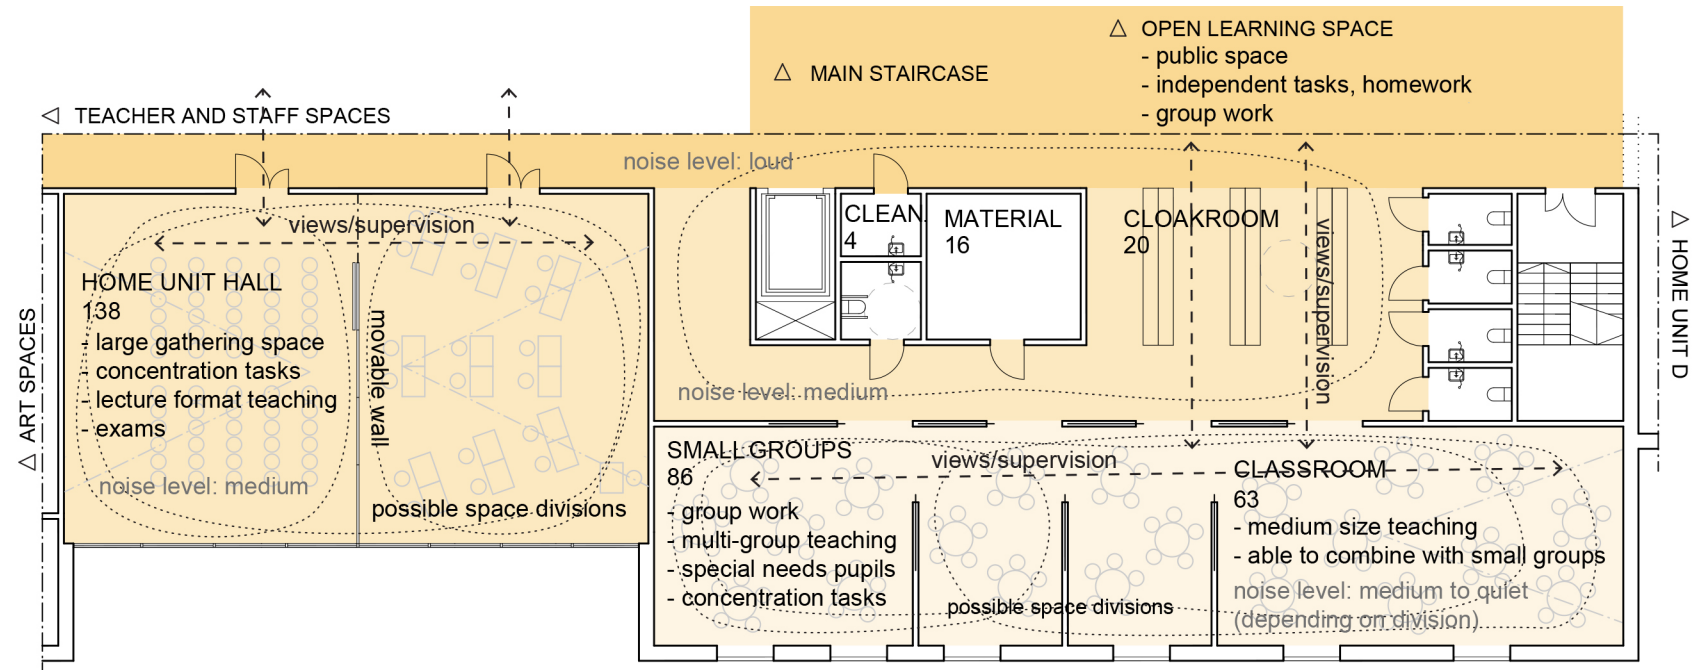 △ OPEN LEARNING SPACE
- public space
- independent tasks, homework
- group work
△ MAIN STAIRCASE
◁ TEACHER AND STAFF SPACES
noise level: loud
views/supervision
HOME UNIT HALL
138
- large gathering space
- concentration tasks
- lecture format teaching
- exams
noise level: medium
movable wall
possible space divisions
CLEAN.
4
MATERIAL
16
CLOAKROOM
20
views/supervision
noise level: medium
SMALL GROUPS
86
- group work
- multi-group teaching
- special needs pupils
- concentration tasks
views/supervision
possible space divisions
CLASSROOM
63
- medium size teaching
- able to combine with small groups
noise level: medium to quiet
(depending on division)
△ ART SPACES
△ HOME UNIT D